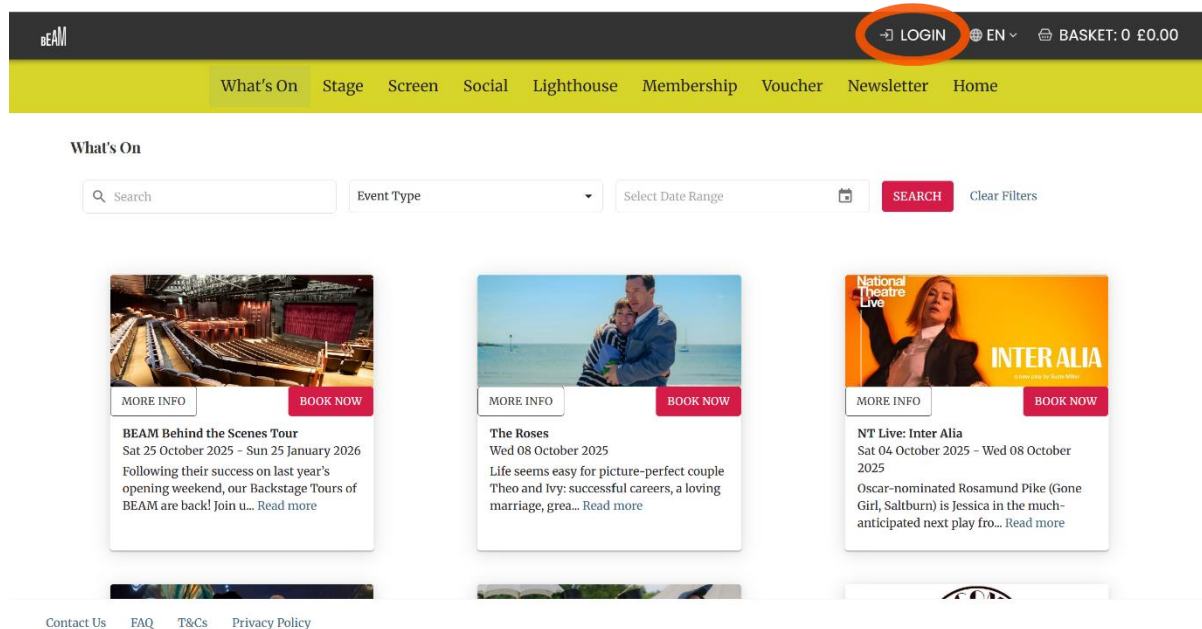 BEAM
LOGIN EN BASKET: 0 £0.00
What's On Stage Screen Social Lighthouse Membership Voucher Newsletter Home
What's On
Search Event Type Select Date Range SEARCH Clear Filters
National
Theatre
Live
INTER ALIA
a new play by Suzie Miller
MORE INFO BOOK NOW
BEAM Behind the Scenes Tour
Sat 25 October 2025 - Sun 25 January 2026
Following their success on last year's
opening weekend, our Backstage Tours of
BEAM are back! Join u... Read more
MORE INFO BOOK NOW
The Roses
Wed 08 October 2025
Life seems easy for picture-perfect couple
Theo and Ivy: successful careers, a loving
marriage, grea... Read more
MORE INFO BOOK NOW
NT Live: Inter Alia
Sat 04 October 2025 - Wed 08 October
2025
Oscar-nominated Rosamund Pike (Gone
Girl, Saltburn) is Jessica in the much-
anticipated next play fro... Read more
Contact Us FAQ T&Cs Privacy Policy